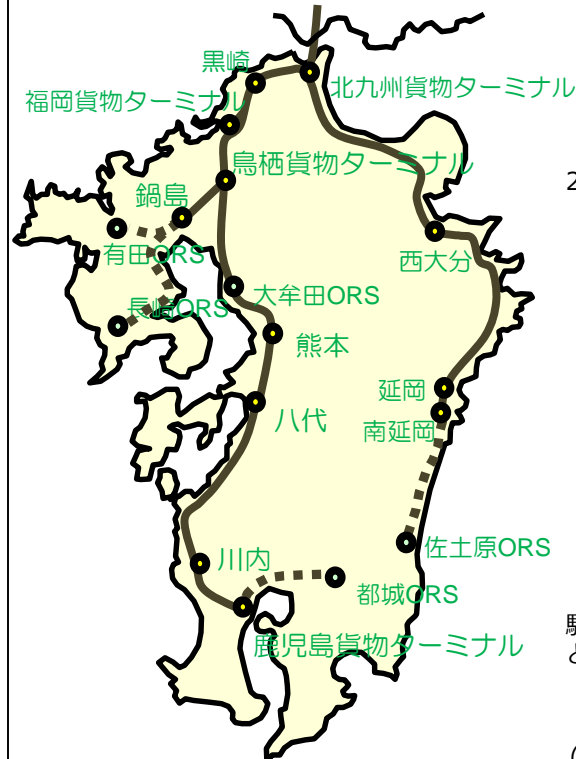 黒崎
北九州貨物ターミナル
福岡貨物ターミナル
鳥栖貨物ターミナル
2
鍋島
西大分
有田ORS
大牟田ORS
長崎ORS
熊本
延岡
八代
南延岡
佐土原ORS
川内
都城ORS
駅
と
鹿児島貨物ターミナル
(